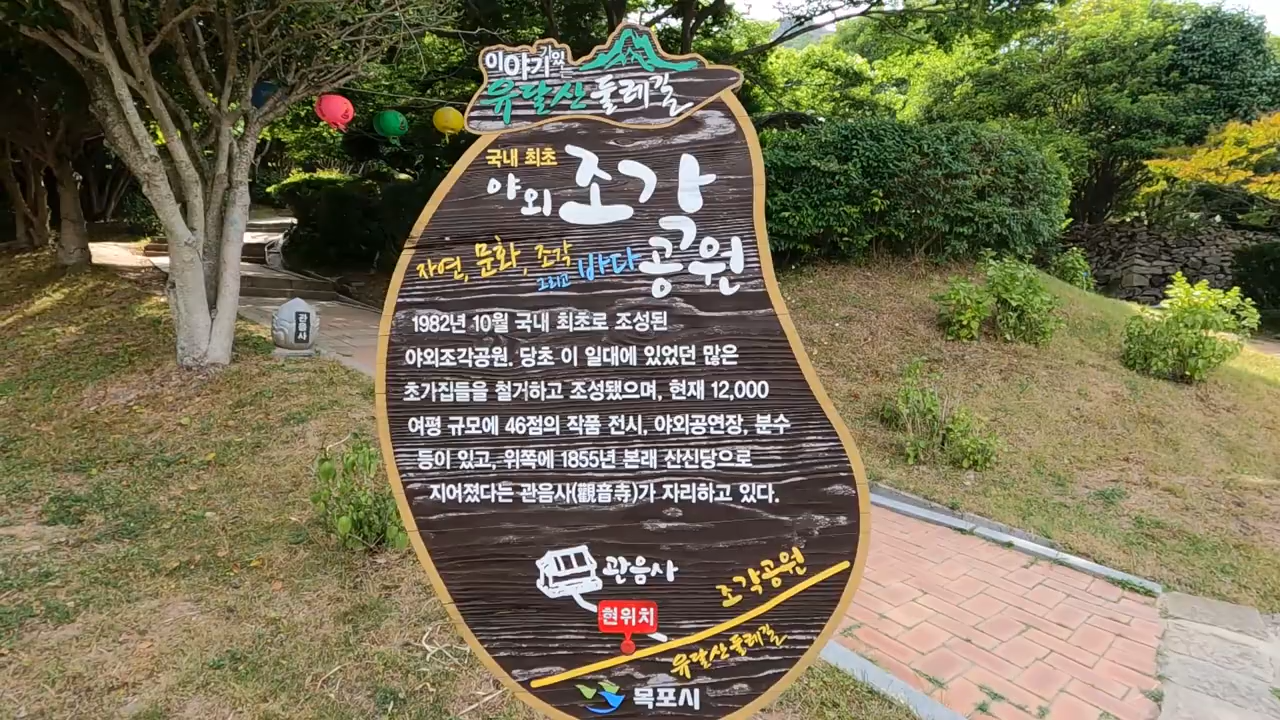 이야기있는
유달산 둘레길
국내 최초
야외 조각
공원
자연, 문화, 조각 그리고 바다
1982년 10월 국내 최초로 조성된
야외조각공원. 당초 이 일대에 있었던 많은
초가집들을 철거하고 조성됐으며, 현재 12,000
여평 규모에 46점의 작품 전시, 야외공연장, 분수
등이 있고, 위쪽에 1855년 본래 산신당으로
지어졌다는 관음사(觀音寺)가 자리하고 있다.
관음사
조각공원
현위치
유달산둘레길
목포시
관음사